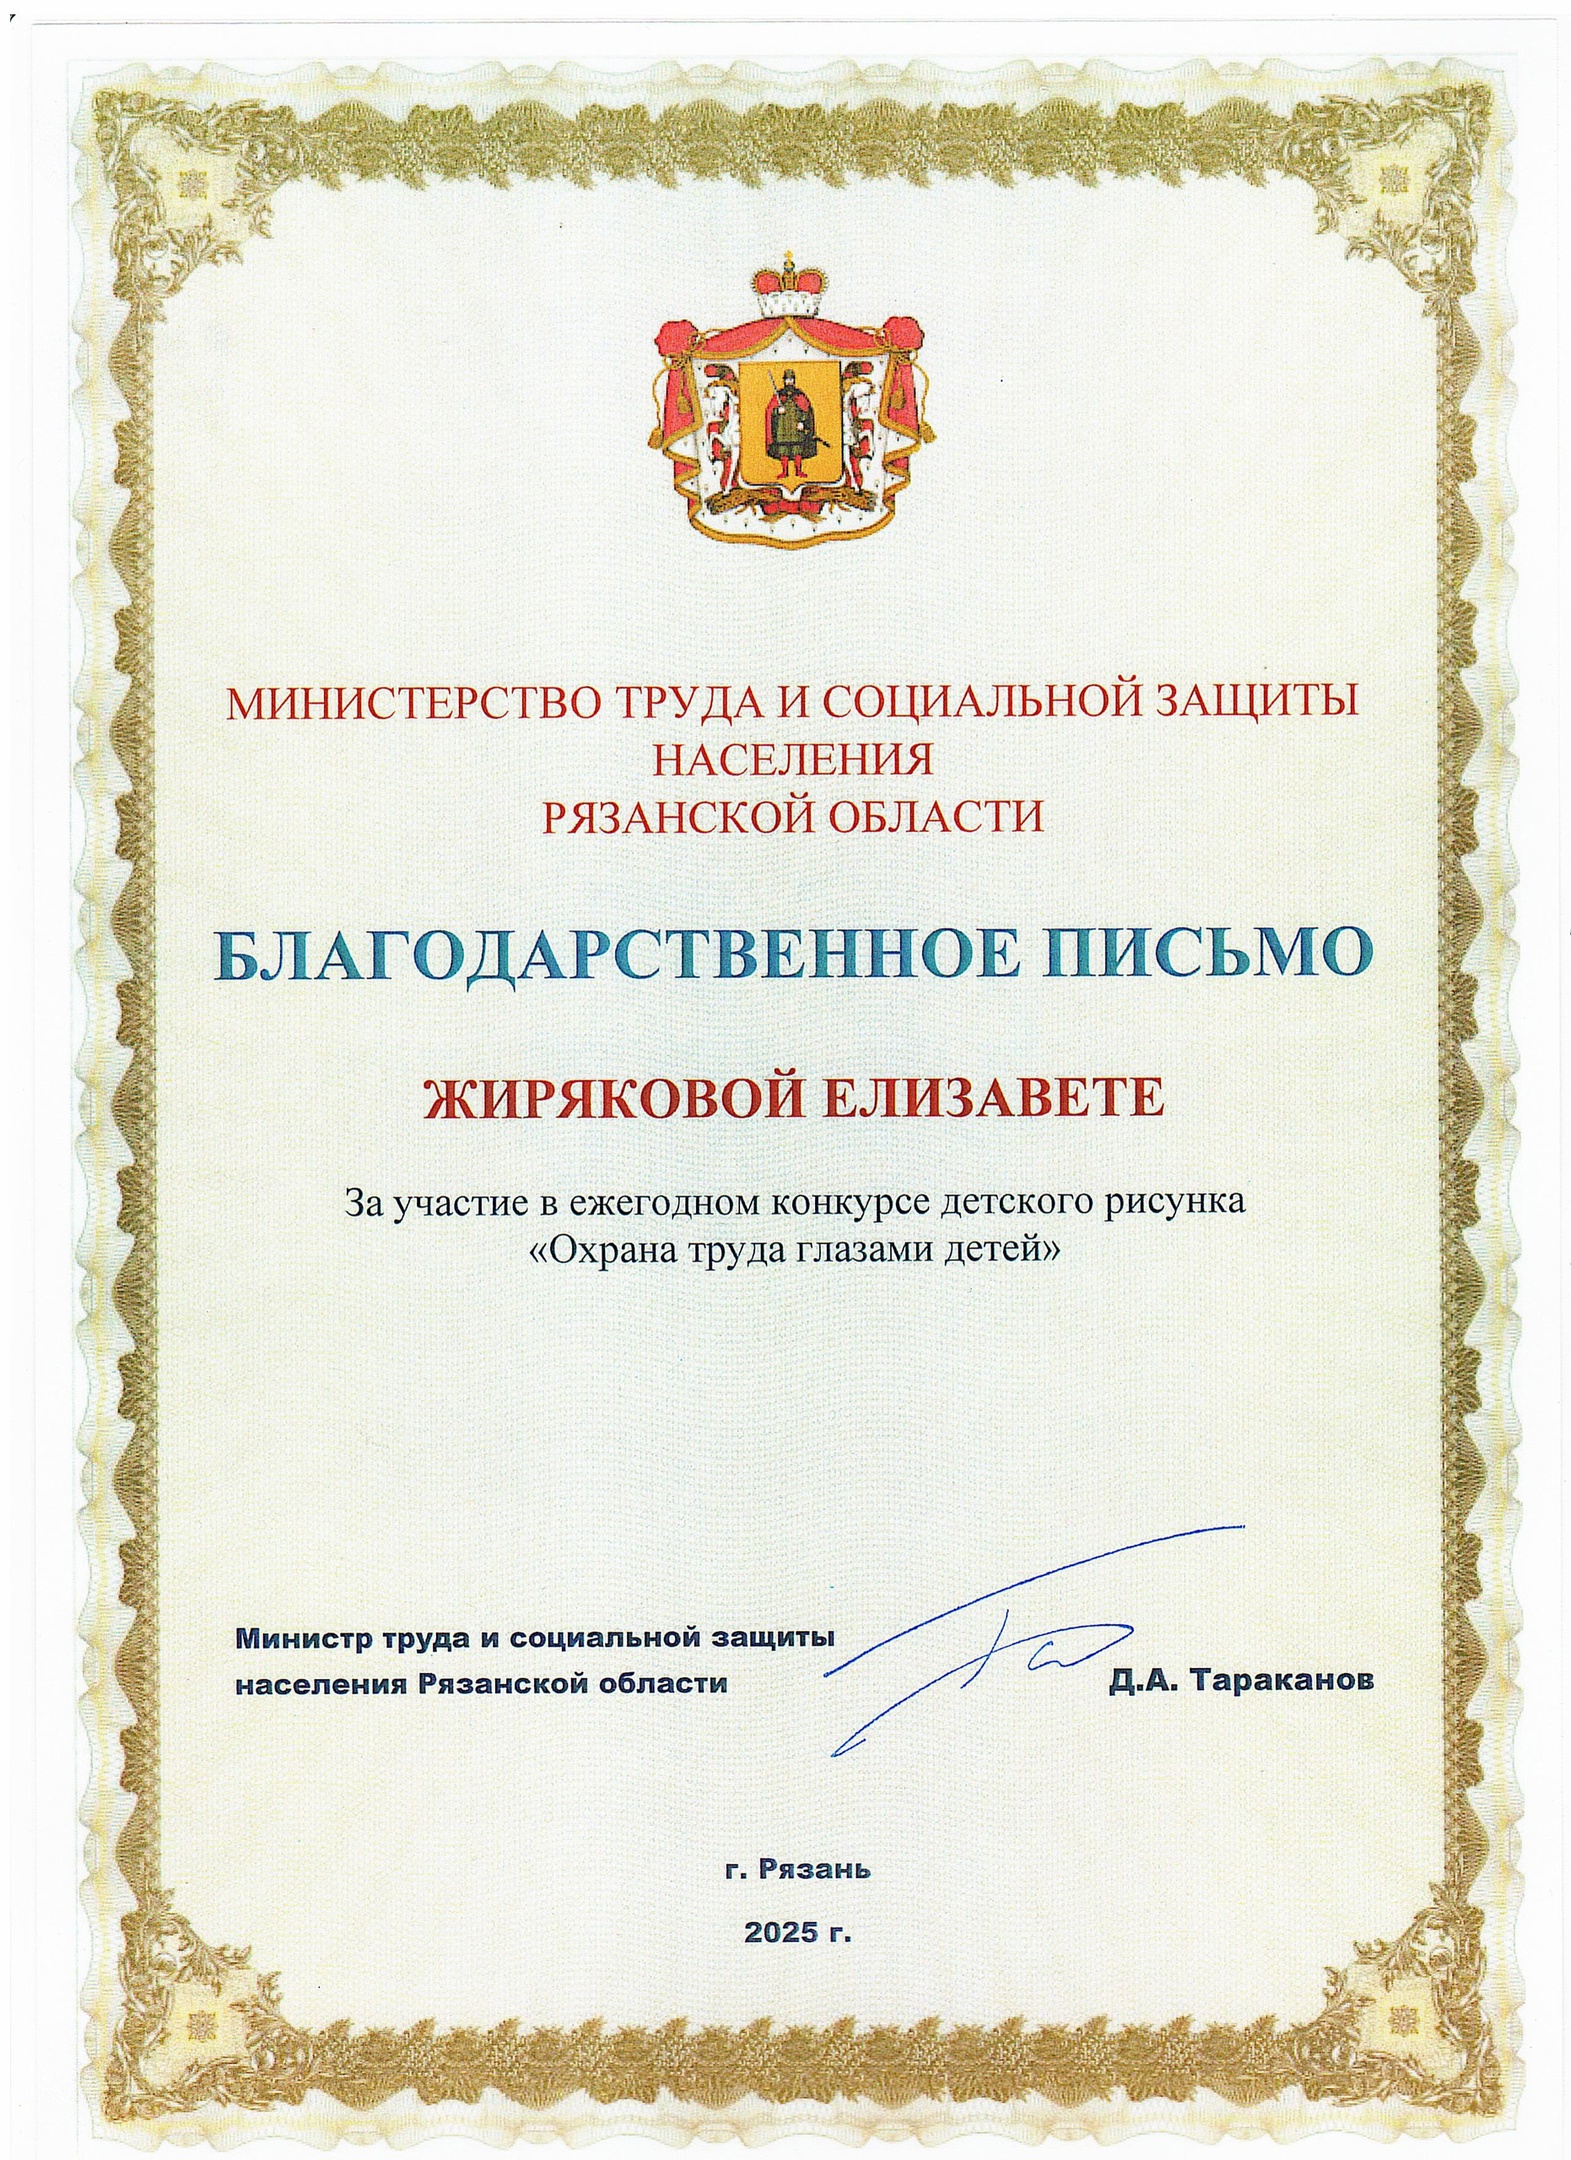 МИНИСТЕРСТВО ТРУДА И СОЦИАЛЬНОЙ ЗАЩИТЫ
НАСЕЛЕНИЯ
РЯЗАНСКОЙ ОБЛАСТИ
БЛАГОДАРСТВЕННОЕ ПИСЬМО
ЖИРЯКОВОЙ ЕЛИЗАВЕТЕ
За участие в ежегодном конкурсе детского рисунка
«Охрана труда глазами детей»
Министр труда и социальной защиты
населения Рязанской области
Д.А. Тараканов
г. Рязань
2025 г.